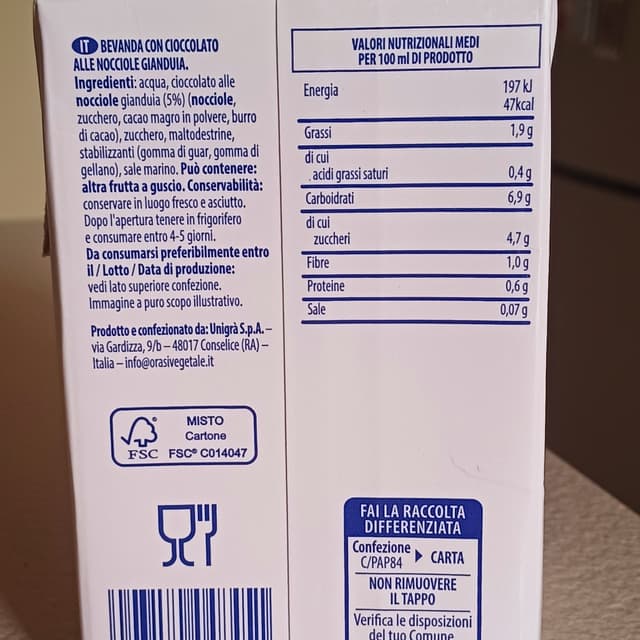 IT BEVANDA CON CIOCCOLATO
ALLE NOCCIOLE GIANDUIA.
Ingredienti: acqua, cioccolato alle
nocciole gianduia (5%) (nocciole,
zucchero, cacao magro in polvere, burro
di cacao), zucchero, maltodestrine,
stabilizzanti (gomma di guar, gomma di
gellano), sale marino. Può contenere:
altra frutta a guscio. Conservabilità:
conservare in luogo fresco e asciutto.
Dopo l'apertura tenere in frigorifero
e consumare entro 4-5 giorni.
Da consumarsi preferibilmente entro
il / Lotto / Data di produzione:
vedi lato superiore confezione.
Immagine a puro scopo illustrativo.
Prodotto e confezionato da: Unigrà S.p.A. –
via Gardizza, 9/b – 48017 Conselice (RA) –
Italia – info@orasivegetale.it
FSC®
MISTO
Cartone
FSC® C014047
VALORI NUTRIZIONALI MEDI
PER 100 ml DI PRODOTTO
Energia 197 kJ
47kcal
Grassi 1,9 g
di cui
acidi grassi saturi 0,4 g
Carboidrati 6,9 g
di cui
zuccheri 4,7 g
Fibre 1,0 g
Proteine 0,6 g
Sale 0,07 g
FAI LA RACCOLTA
DIFFERENZIATA
Confezione
C/PAP84 CARTA
NON RIMUOVERE
IL TAPPO
Verifica le disposizioni
del tuo Comune